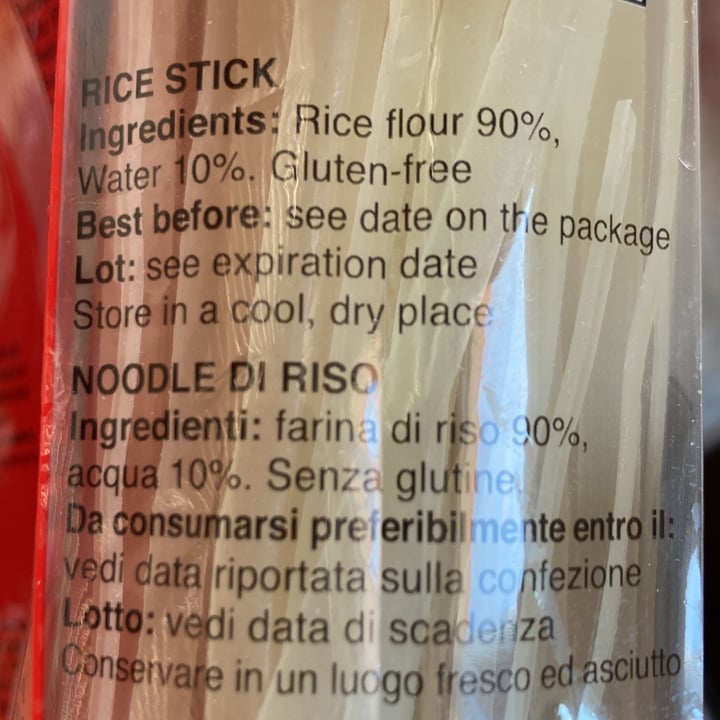 RICE STICK
Ingredients: Rice flour 90%,
Water 10%. Gluten-free
Best before: see date on the package
Lot: see expiration date
Store in a cool, dry place
NOODLE DI RISO
Ingredienti: farina di riso 90%,
acqua 10%. Senza glutine
Da consumarsi preferibilmente entro il:
vedi data riportata sulla confezione
Lotto: vedi data di scadenza
Conservare in un luogo fresco ed asciutto